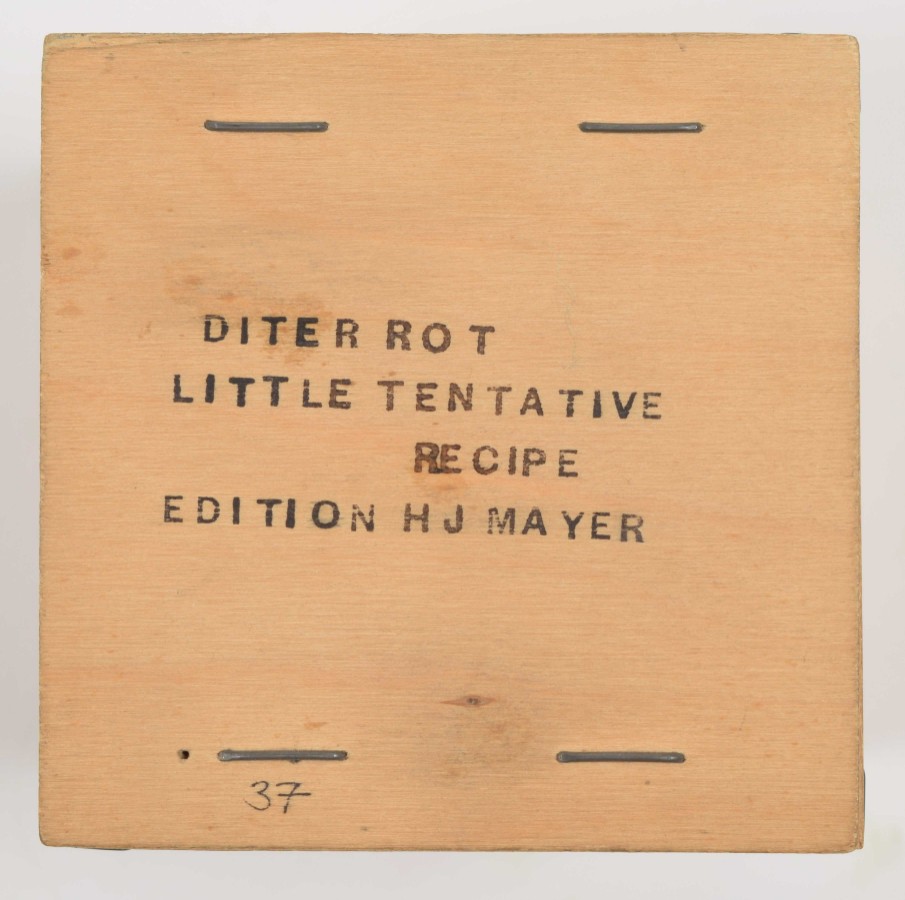 DITER ROT
LITTLE TENTATIVE
RECIPE
EDITION HJ MAYER
37